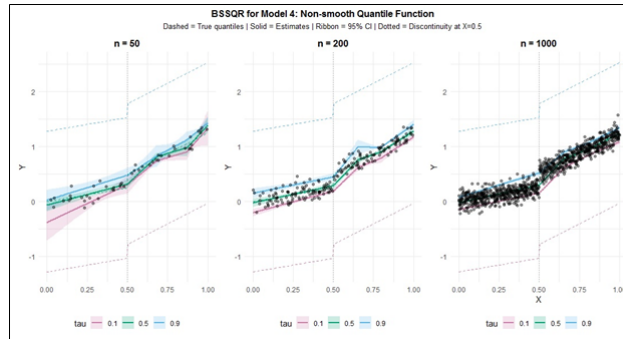 BSSQR for Model 4: Non-smooth Quantile Function
Dashed = True quantiles | Solid = Estimates | Ribbon = 95% CI | Dotted = Discontinuity at X=0.5
n = 50
n = 200
n = 1000
2
1
0
-1
Y
0.00 0.25 0.50 0.75 1.00
2
1
0
-1
Y
0.00 0.25 0.50 0.75 1.00
2
1
0
-1
Y
0.00 0.25 0.50 0.75 1.00
X
tau 0.1 0.5 0.9
tau 0.1 0.5 0.9
tau 0.1 0.5 0.9